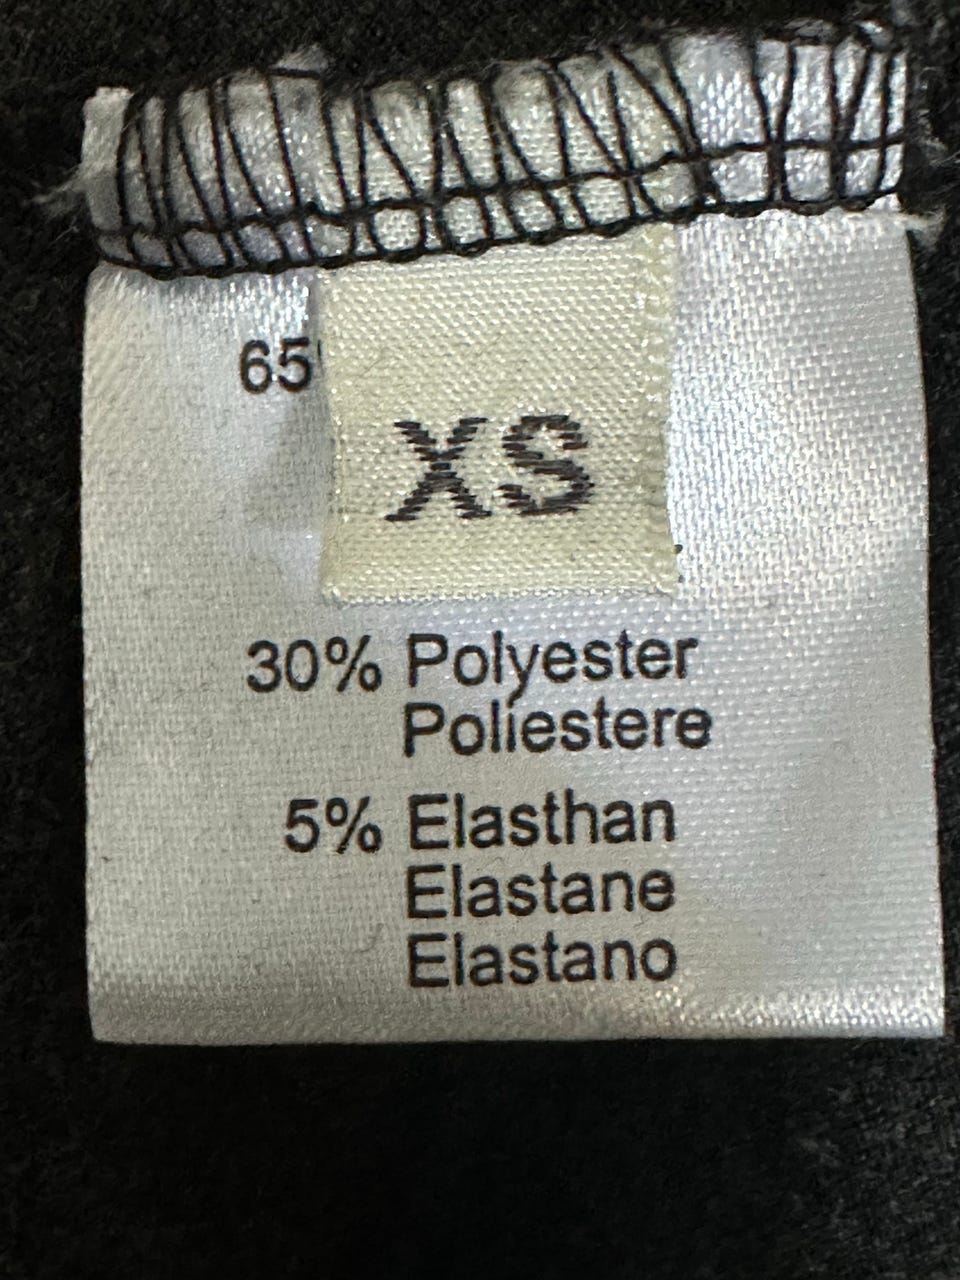 65
XS
30% Polyester
Poliestere
5% Elasthan
Elastane
Elastano